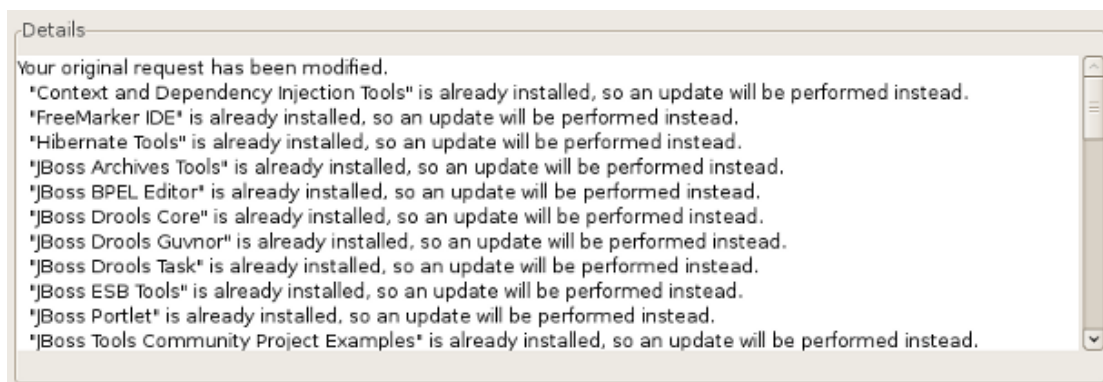 Details
Your original request has been modified.
"Context and Dependency Injection Tools" is already installed, so an update will be performed instead.
"FreeMarker IDE" is already installed, so an update will be performed instead.
"Hibernate Tools" is already installed, so an update will be performed instead.
"JBoss Archives Tools" is already installed, so an update will be performed instead.
"JBoss BPEL Editor" is already installed, so an update will be performed instead.
"JBoss Drools Core" is already installed, so an update will be performed instead.
"JBoss Drools Guvnor" is already installed, so an update will be performed instead.
"JBoss Drools Task" is already installed, so an update will be performed instead.
"JBoss ESB Tools" is already installed, so an update will be performed instead.
"JBoss Portlet" is already installed, so an update will be performed instead.
"JBoss Tools Community Project Examples" is already installed, so an update will be performed instead.